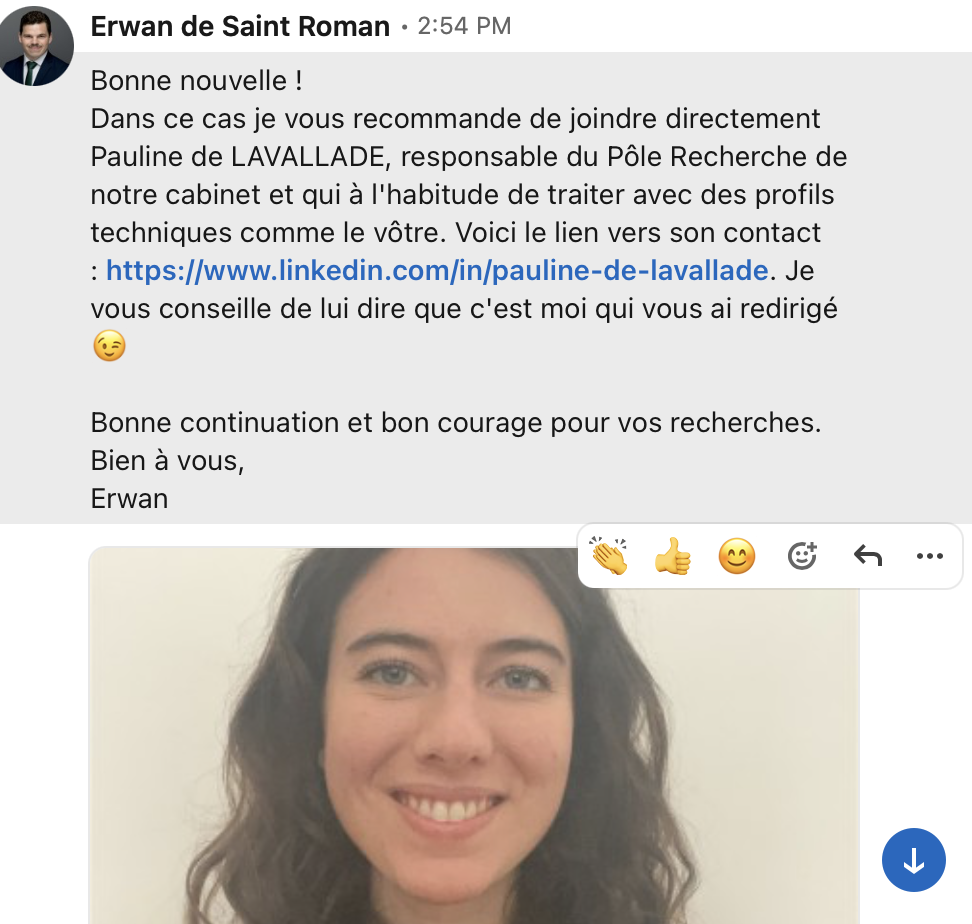 Erwan de Saint Roman • 2:54 PM
Bonne nouvelle !
Dans ce cas je vous recommande de joindre directement
Pauline de LAVALLADE, responsable du Pôle Recherche de
notre cabinet et qui à l'habitude de traiter avec des profils
techniques comme le vôtre. Voici le lien vers son contact
: https://www.linkedin.com/in/pauline-de-lavallade. Je
vous conseille de lui dire que c'est moi qui vous ai redirigé
😉
Bonne continuation et bon courage pour vos recherches.
Bien à vous,
Erwan